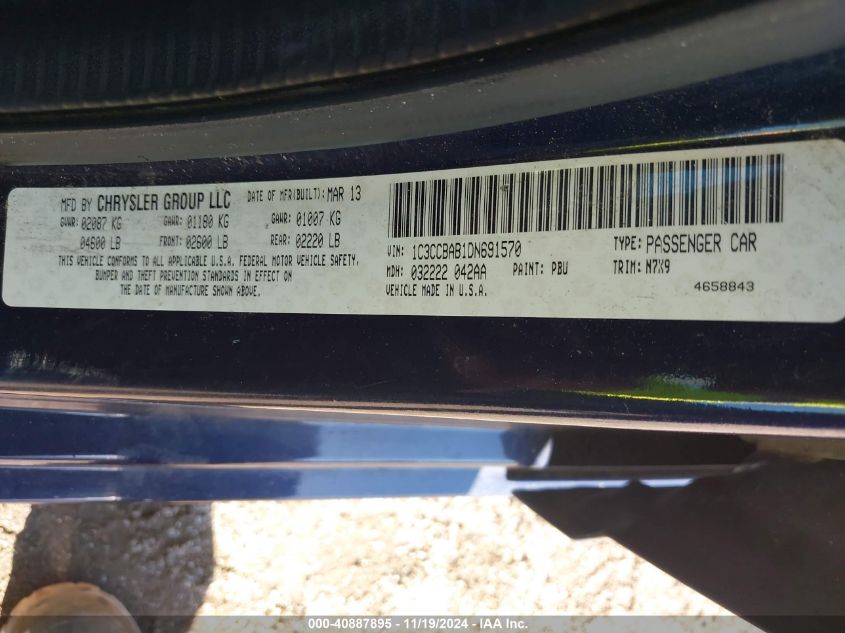 MFD BY CHRYSLER GROUP LLC DATE OF MFR(BUILT): MAR 13
GVWR: 02087 KG GAWR: 01180 KG GAWR: 01007 KG
04600 LB FRONT: 02600 LB REAR: 02220 LB
THIS VEHICLE CONFORMS TO ALL APPLICABLE U.S.A. FEDERAL MOTOR VEHICLE SAFETY,
BUMPER AND THEFT PREVENTION STANDARDS IN EFFECT ON
THE DATE OF MANUFACTURE SHOWN ABOVE.
VIN: 1C3CCBAB1DN691570 TYPE: PASSENGER CAR
MDH: 032222 042AA PAINT: PBU TRIM: N7X9
VEHICLE MADE IN U.S.A. 4658843
000-40887895 - 11/19/2024 - IAA Inc.